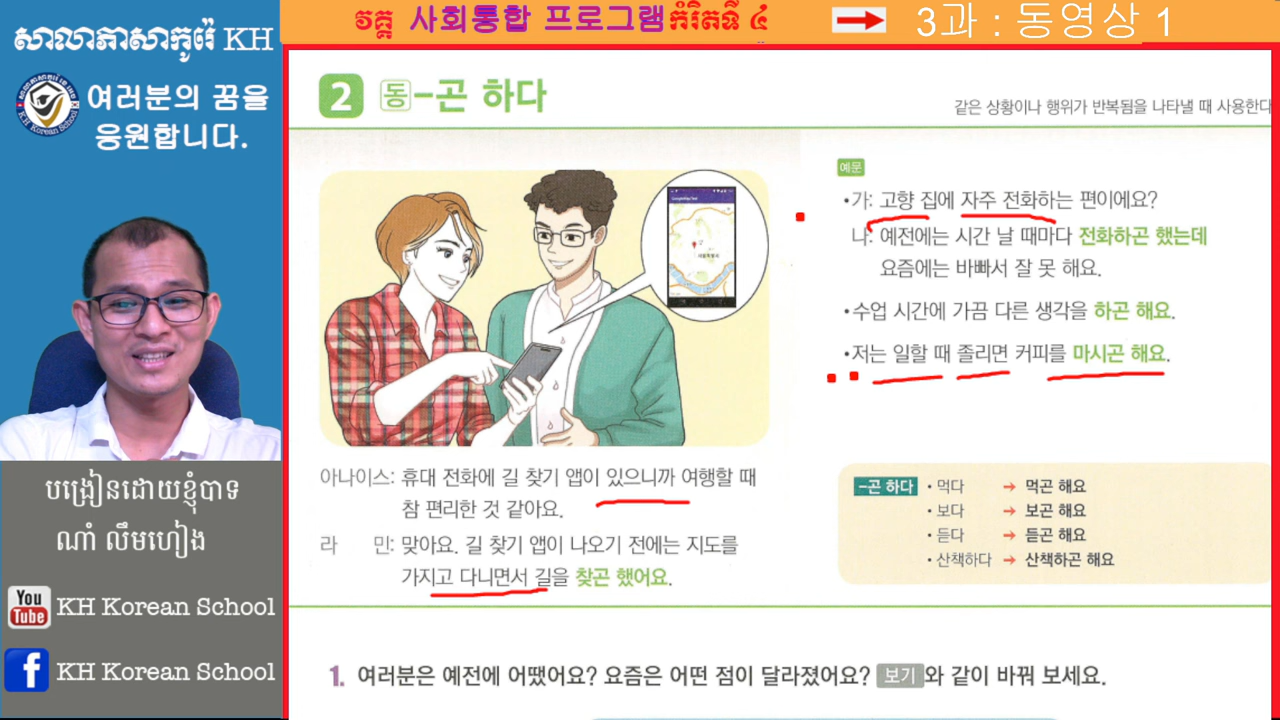 សាលាភាសាកូរ៉េ KH
여러분의 꿈을
응원합니다.
វគ្គ 사회통합 프로그램កំរិតទី ៤
3과 : 동영상 1
2 동-곤 하다
같은 상황이나 행위가 반복됨을 나타낼 때 사용한다
예문
•가: 고향 집에 자주 전화하는 편이에요?
나: 예전에는 시간 날 때마다 전화하곤 했는데
요즘에는 바빠서 잘 못 해요.
•수업 시간에 가끔 다른 생각을 하곤 해요.
•저는 일할 때 졸리면 커피를 마시곤 해요.
아나이스: 휴대 전화에 길 찾기 앱이 있으니까 여행할 때
참 편리한 것 같아요.
라 민: 맞아요. 길 찾기 앱이 나오기 전에는 지도를
가지고 다니면서 길을 찾곤 했어요.
-곤 하다
•먹다 → 먹곤 해요
•보다 → 보곤 해요
•듣다 → 듣곤 해요
•산책하다 → 산책하곤 해요
1. 여러분은 예전에 어땠어요? 요즘은 어떤 점이 달라졌어요? 보기 와 같이 바꿔 보세요.
បង្រៀនដោយខ្ញុំបាទ
ណាំ លឹមហៀង
You Tube KH Korean School
f KH Korean School